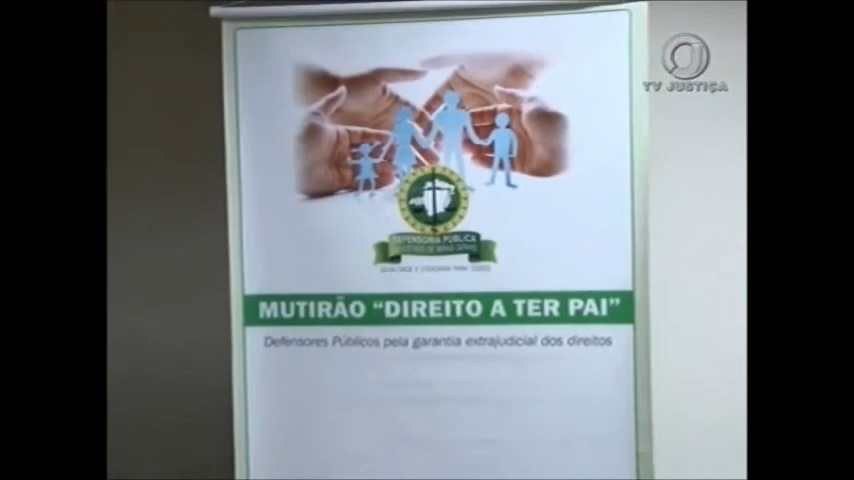 TV JUSTIÇA
DEFENSORIA PÚBLICA
MUTIRÃO “DIREITO A TER PAI”
Defensores Públicos pela garantia extrajudicial dos direitos